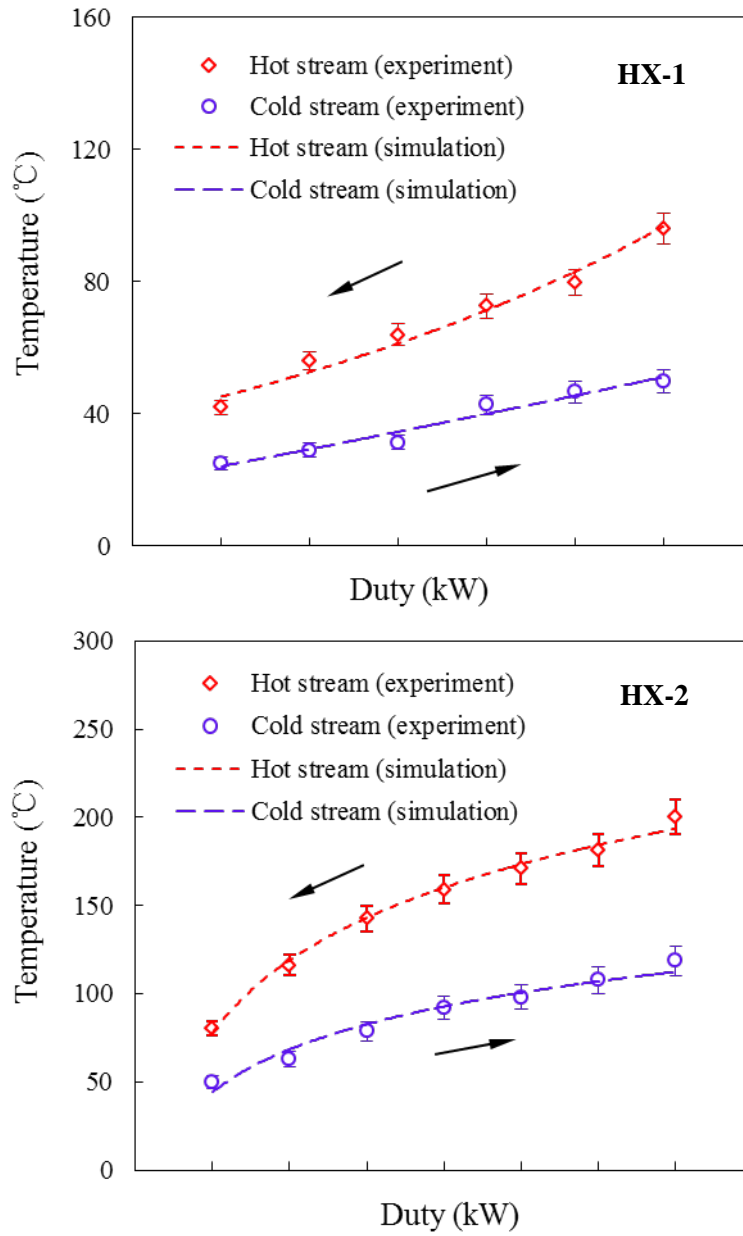 160
Hot stream (experiment)
HX-1
Cold stream (experiment)
120
Hot stream (simulation)
Cold stream (simulation)
Temperature (℃)
80
40
0
Duty (kW)
300
Hot stream (experiment)
HX-2
250
Cold stream (experiment)
Hot stream (simulation)
200
Cold stream (simulation)
Temperature (℃)
150
100
50
0
Duty (kW)